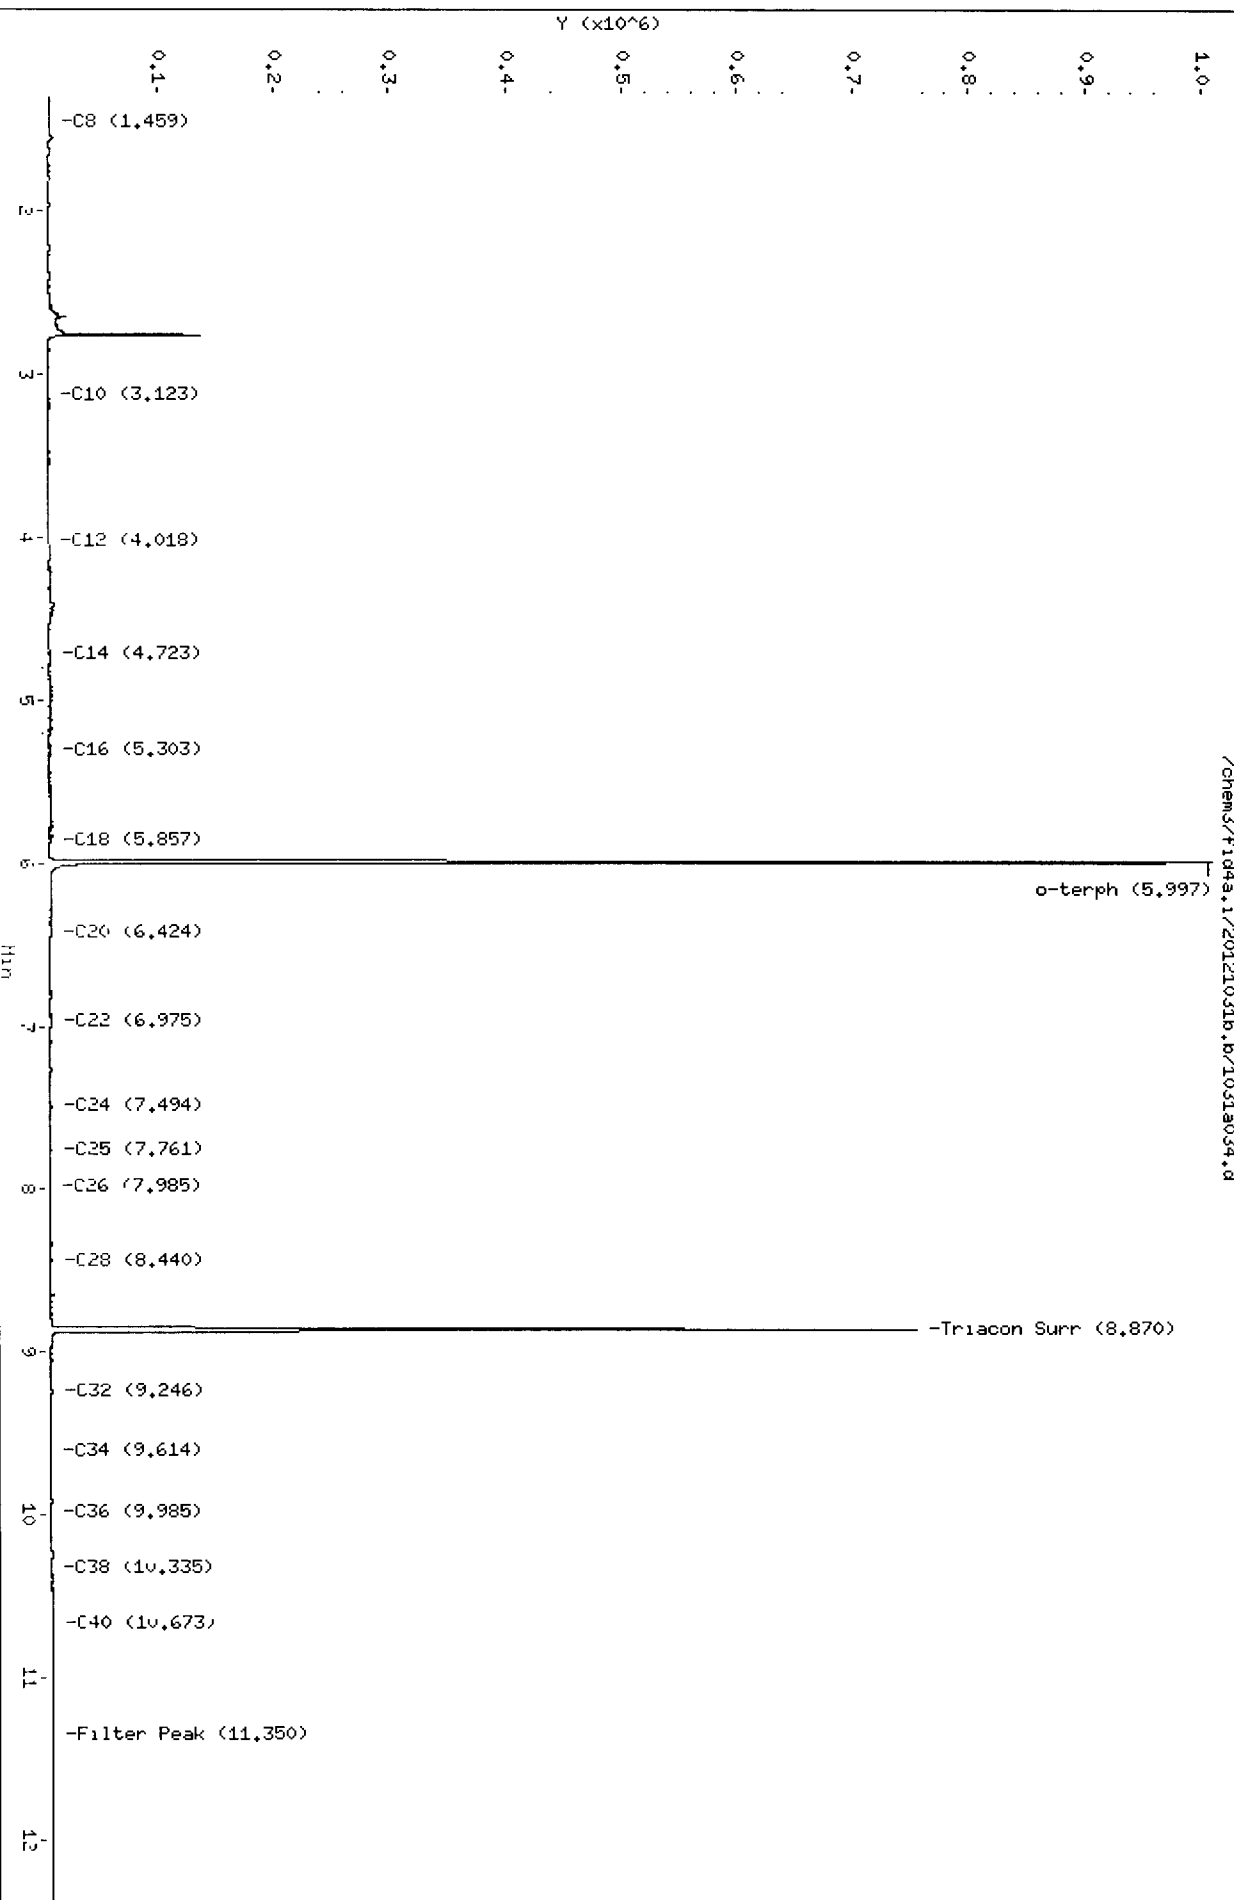 Y (x10^6)
0.1-
0.2-
0.3-
0.4-
0.5-
0.6-
0.7-
0.8-
0.9-
1.0-
-C8 (1.459)
2-
3-
-C10 (3.123)
4-
-C12 (4.018)
-C14 (4.723)
5-
-C16 (5.303)
-C18 (5.857)
6-
o-terph (5.997)
-C20 (6.424)
Min
-C22 (6.975)
7-
-C24 (7.494)
-C25 (7.761)
-C26 (7.985)
8-
-C28 (8.440)
-Triacon Surr (8.870)
9-
-C32 (9.246)
-C34 (9.614)
-C36 (9.985)
10-
-C38 (10.335)
-C40 (10.673)
11-
-Filter Peak (11.350)
12-
/chem3/fid4a.i/20121031b.b/1031a034.d